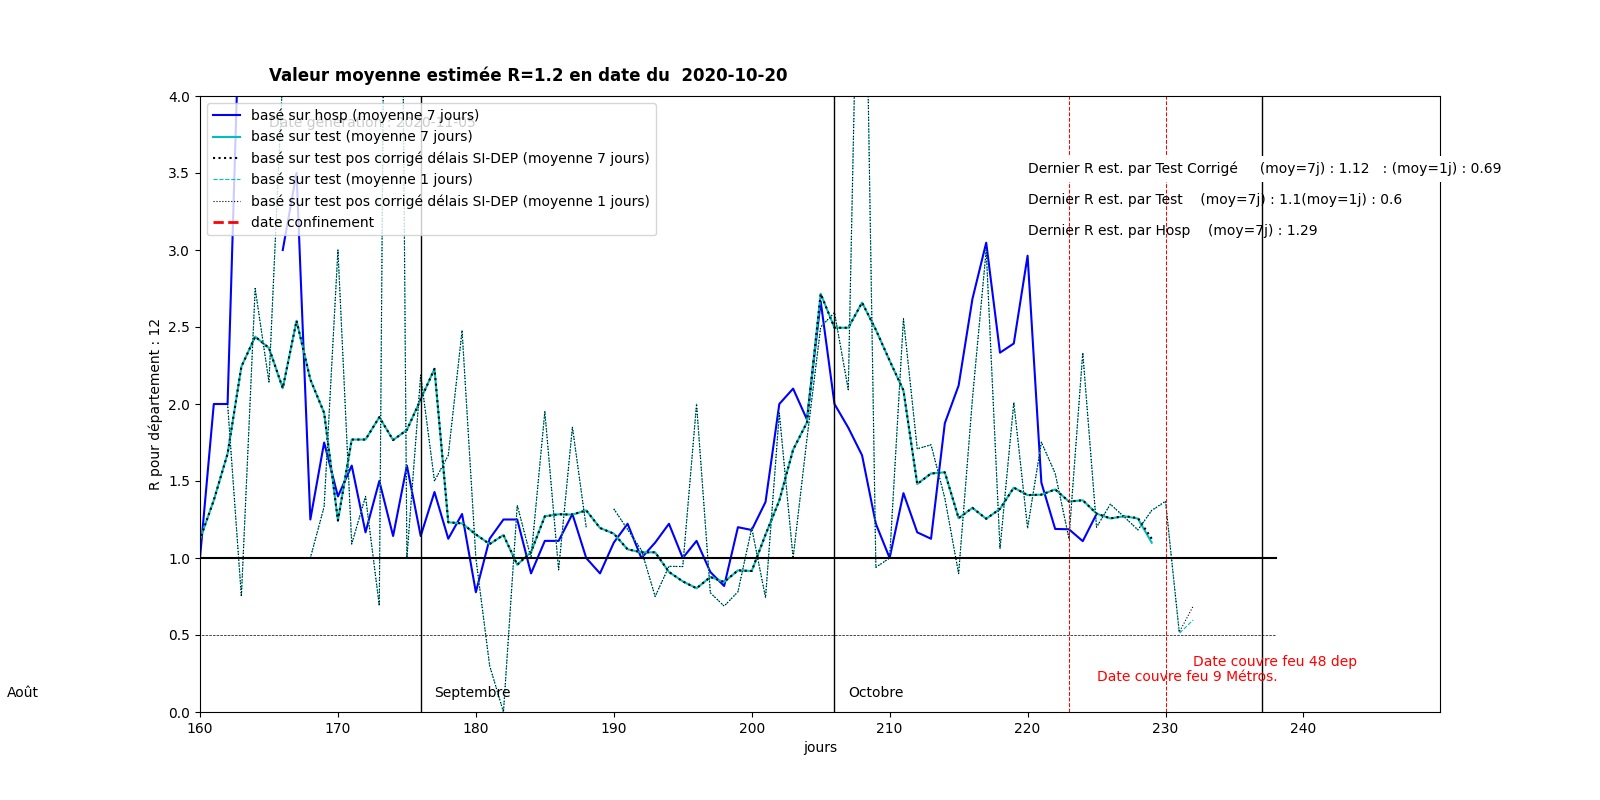 Valeur moyenne estimée R=1.2 en date du  2020-10-20
Date génération : 2020-11-05
basé sur hosp (moyenne 7 jours)
basé sur test (moyenne 7 jours)
basé sur test pos corrigé délais SI-DEP (moyenne 7 jours)
basé sur test (moyenne 1 jours)
basé sur test pos corrigé délais SI-DEP (moyenne 1 jours)
date confinement
Dernier R est. par Test Corrigé     (moy=7j) : 1.12   : (moy=1j) : 0.69
Dernier R est. par Test    (moy=7j) : 1.1(moy=1j) : 0.6
Dernier R est. par Hosp    (moy=7j) : 1.29
R pour département : 12
4.0
3.5
3.0
2.5
2.0
1.5
1.0
0.5
0.0
Date couvre feu 48 dep
Date couvre feu 9 Métros.
Août
Septembre
Octobre
160 170 180 190 200 210 220 230 240
jours